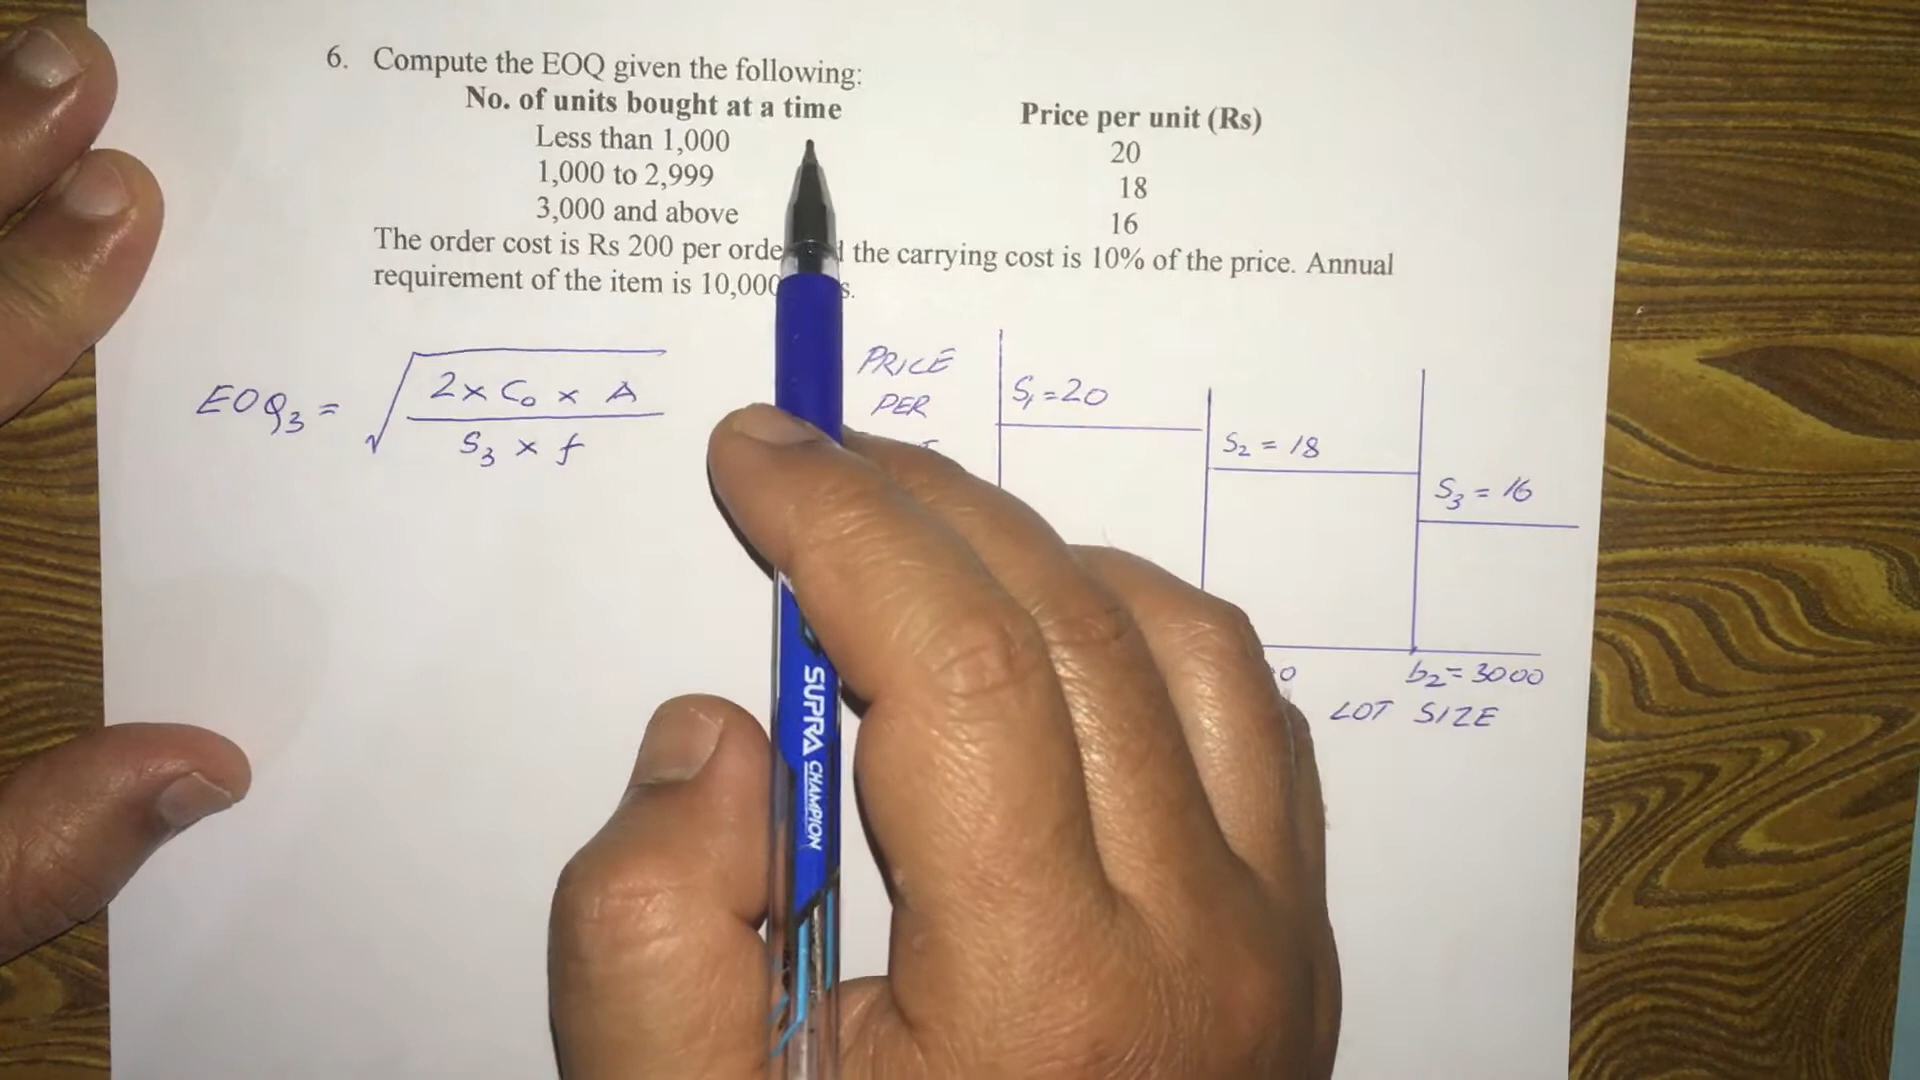 6. Compute the EOQ given the following:
No. of units bought at a time Price per unit (Rs)
Less than 1,000 20
1,000 to 2,999 18
3,000 and above 16
The order cost is Rs 200 per the carrying cost is 10% of the price. Annual
requirement of the item is 10,000
EOQ₃ = √ 2 x C₀ x A
S₃ x f
PRICE
PER
S₁ = 20
S₂ = 18
S₃ = 16
b₂ = 3000
LOT SIZE
SUPRA CHAMPION